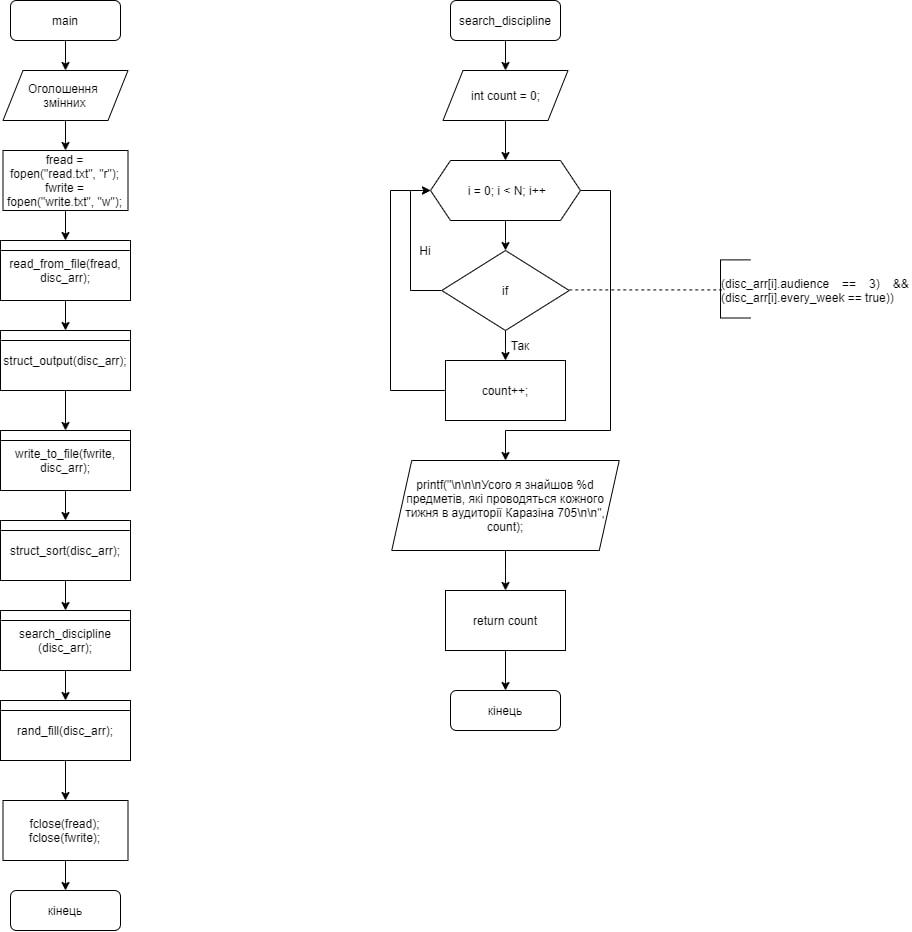 main
Оголошення
змінних
fread =
fopen("read.txt", "r");
fwrite =
fopen("write.txt", "w");
read_from_file(fread,
disc_arr);
struct_output(disc_arr);
write_to_file(fwrite,
disc_arr);
struct_sort(disc_arr);
search_discipline
(disc_arr);
rand_fill(disc_arr);
fclose(fread);
fclose(fwrite);
кінець
search_discipline
int count = 0;
i = 0; i < N; i++
Ні
if
(disc_arr[i].audience == 3) &&
(disc_arr[i].every_week == true))
Так
count++;
printf("\n\n\nУсого я знайшов %d
предметів, які проводяться кожного
тижня в аудиторії Каразіна 705\n\n",
count);
return count
кінець